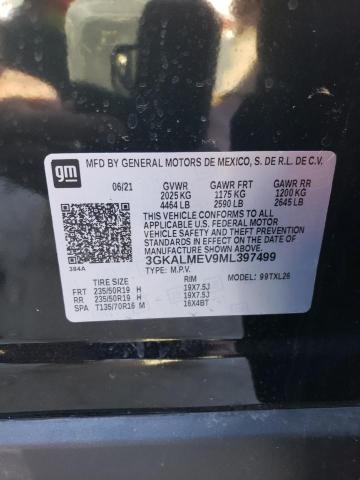 gm
MFD BY GENERAL MOTORS DE MEXICO, S. DE R.L. DE C.V.
06/21 GVWR GAWR FRT GAWR RR
2025 KG 1175 KG 1200 KG
4464 LB 2590 LB 2645 LB
THIS VEHICLE CONFORMS TO ALL APPLICABLE
U.S. FEDERAL MOTOR VEHICLE SAFETY, BUMPER, AND
THEFT PREVENTION STANDARDS IN EFFECT ON THE
DATE OF MANUFACTURE SHOWN ABOVE.
3GKALMEV9ML397499
384A
TYPE: M.P.V. MODEL: 99TXL26
TIRE SIZE RIM
FRT 235/50R19 H 19X7.5J
RR 235/50R19 H 19X7.5J
SPA T135/70R16 M 16X4BT